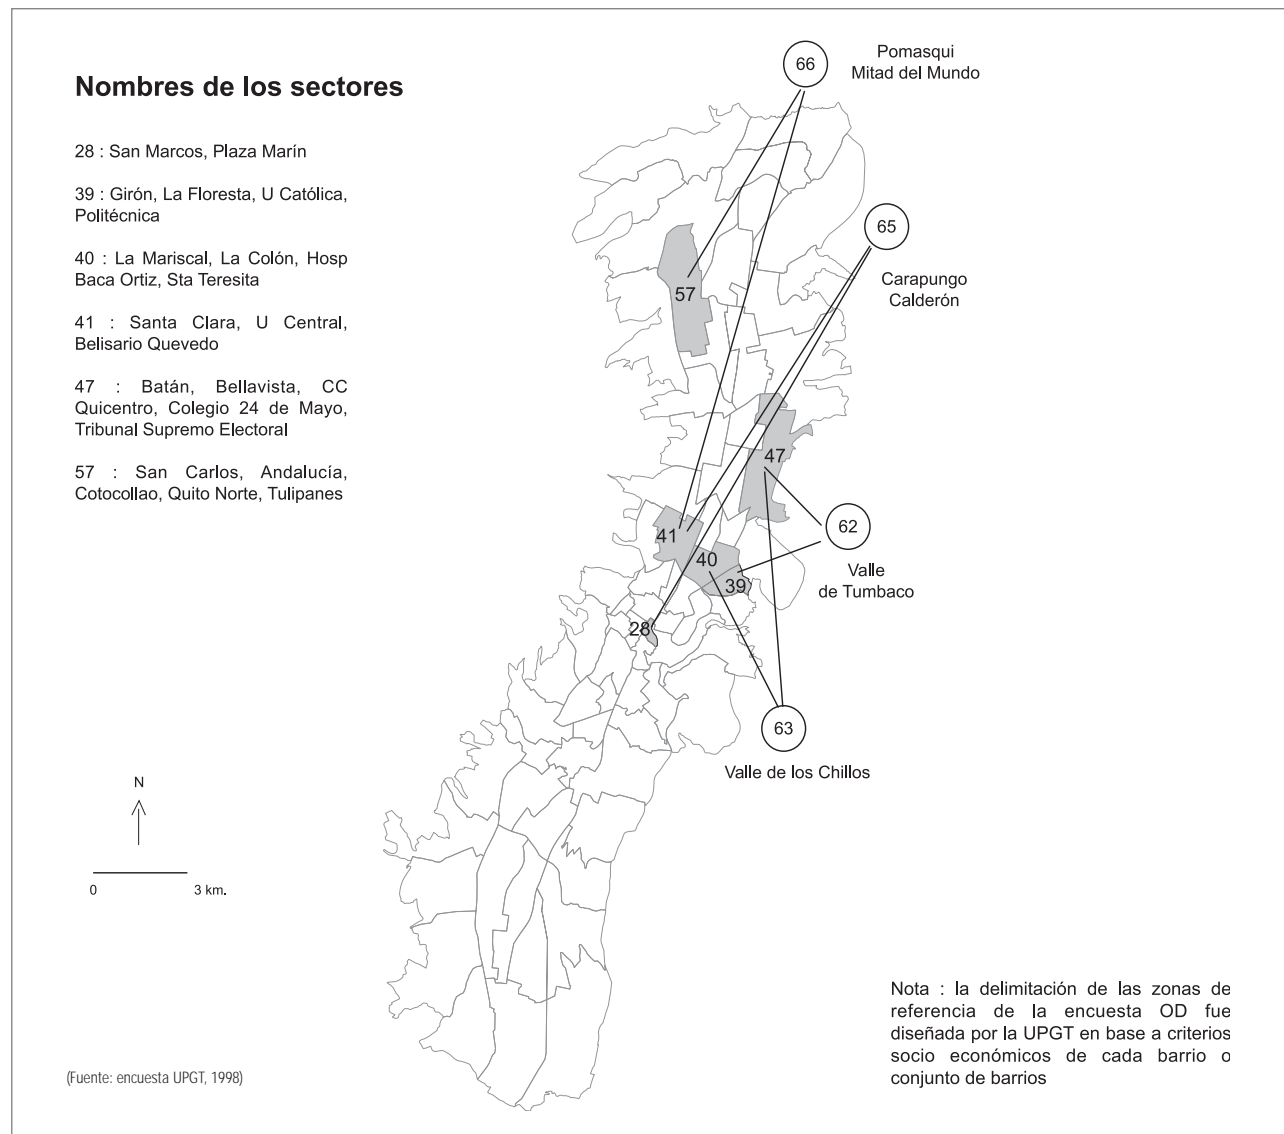 Nombres de los sectores
28 : San Marcos, Plaza Marín
39 : Girón, La Floresta, U Católica,
Politécnica
40 : La Mariscal, La Colón, Hosp
Baca Ortiz, Sta Teresita
41 : Santa Clara, U Central,
Belisario Quevedo
47 : Batán, Bellavista, CC
Quicentro, Colegio 24 de Mayo,
Tribunal Supremo Electoral
57 : San Carlos, Andalucía,
Cotocollao, Quito Norte, Tulipanes
66
Pomasqui
Mitad del Mundo
65
Carapungo
Calderón
57
47
41
40
39
28
62
Valle
de Tumbaco
63
Valle de los Chillos
N
0 3 km.
(Fuente: encuesta UPGT, 1998)
Nota : la delimitación de las zonas de
referencia de la encuesta OD fue
diseñada por la UPGT en base a criterios
socio económicos de cada barrio o
conjunto de barrios